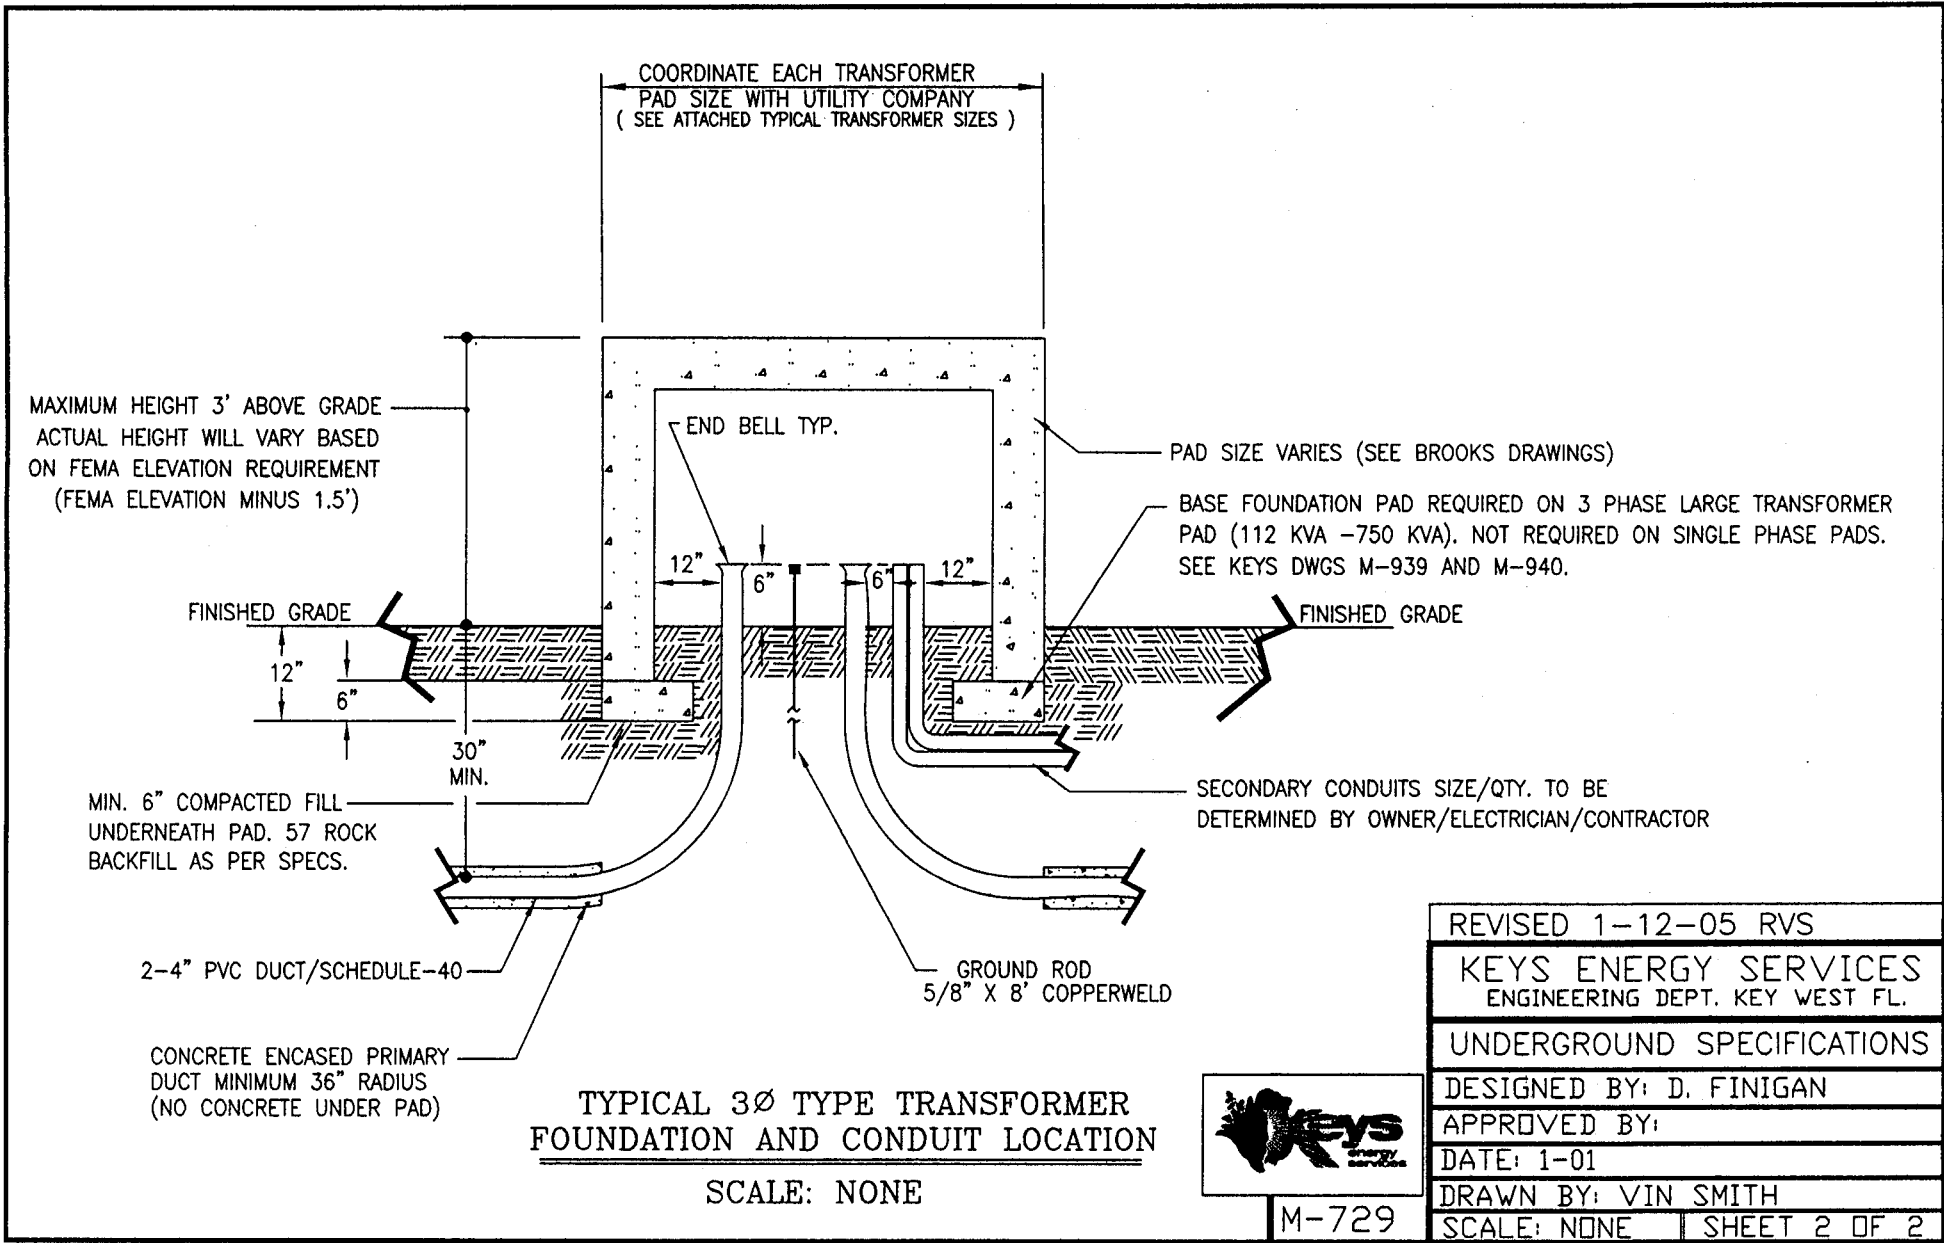 COORDINATE EACH TRANSFORMER
PAD SIZE WITH UTILITY COMPANY
( SEE ATTACHED TYPICAL TRANSFORMER SIZES )
MAXIMUM HEIGHT 3' ABOVE GRADE
ACTUAL HEIGHT WILL VARY BASED
ON FEMA ELEVATION REQUIREMENT
(FEMA ELEVATION MINUS 1.5')
END BELL TYP.
PAD SIZE VARIES (SEE BROOKS DRAWINGS)
BASE FOUNDATION PAD REQUIRED ON 3 PHASE LARGE TRANSFORMER
PAD (112 KVA -750 KVA). NOT REQUIRED ON SINGLE PHASE PADS.
SEE KEYS DWGS M-939 AND M-940.
12"
6"
6"
12"
FINISHED GRADE
FINISHED GRADE
12"
6"
30"
MIN.
MIN. 6" COMPACTED FILL
UNDERNEATH PAD. 57 ROCK
BACKFILL AS PER SPECS.
SECONDARY CONDUITS SIZE/QTY. TO BE
DETERMINED BY OWNER/ELECTRICIAN/CONTRACTOR
2-4" PVC DUCT/SCHEDULE-40
GROUND ROD
5/8" X 8' COPPERWELD
CONCRETE ENCASED PRIMARY
DUCT MINIMUM 36" RADIUS
(NO CONCRETE UNDER PAD)
TYPICAL 3Ø TYPE TRANSFORMER
FOUNDATION AND CONDUIT LOCATION
SCALE: NONE
Keys
energy
services
M-729
REVISED 1-12-05 RVS
KEYS ENERGY SERVICES
ENGINEERING DEPT. KEY WEST FL.
UNDERGROUND SPECIFICATIONS
DESIGNED BY: D. FINIGAN
APPROVED BY:
DATE: 1-01
DRAWN BY: VIN SMITH
SCALE: NONE
SHEET 2 OF 2